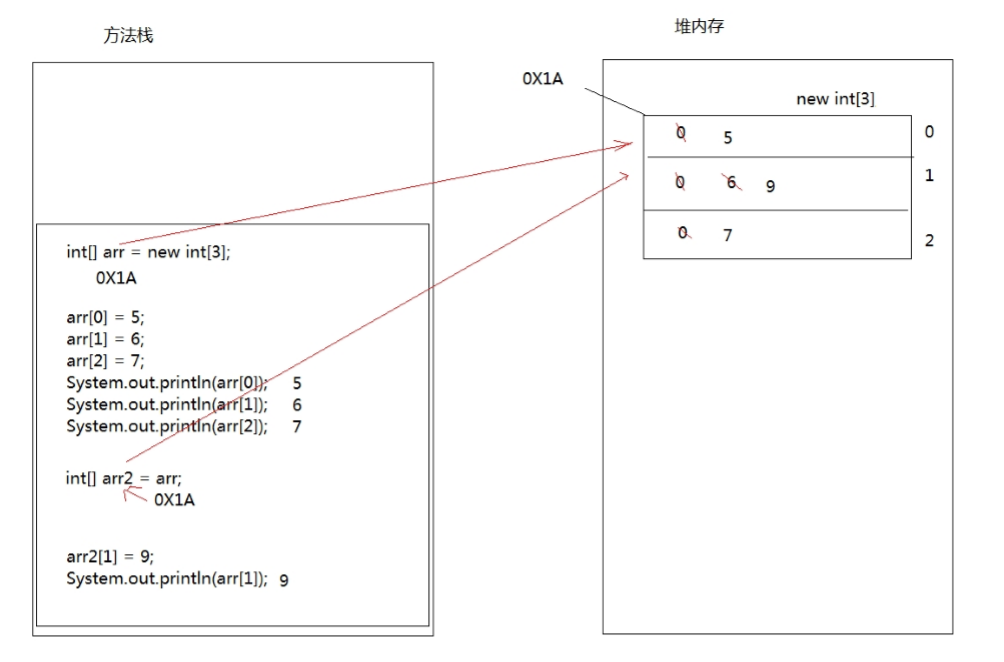 方法栈
堆内存
0X1A
new int[3]
0 5 0
0 6 9 1
0 7 2
int[] arr = new int[3];
0X1A
arr[0] = 5;
arr[1] = 6;
arr[2] = 7;
System.out.println(arr[0]); 5
System.out.println(arr[1]); 6
System.out.println(arr[2]); 7
int[] arr2 = arr;
0X1A
arr2[1] = 9;
System.out.println(arr[1]); 9